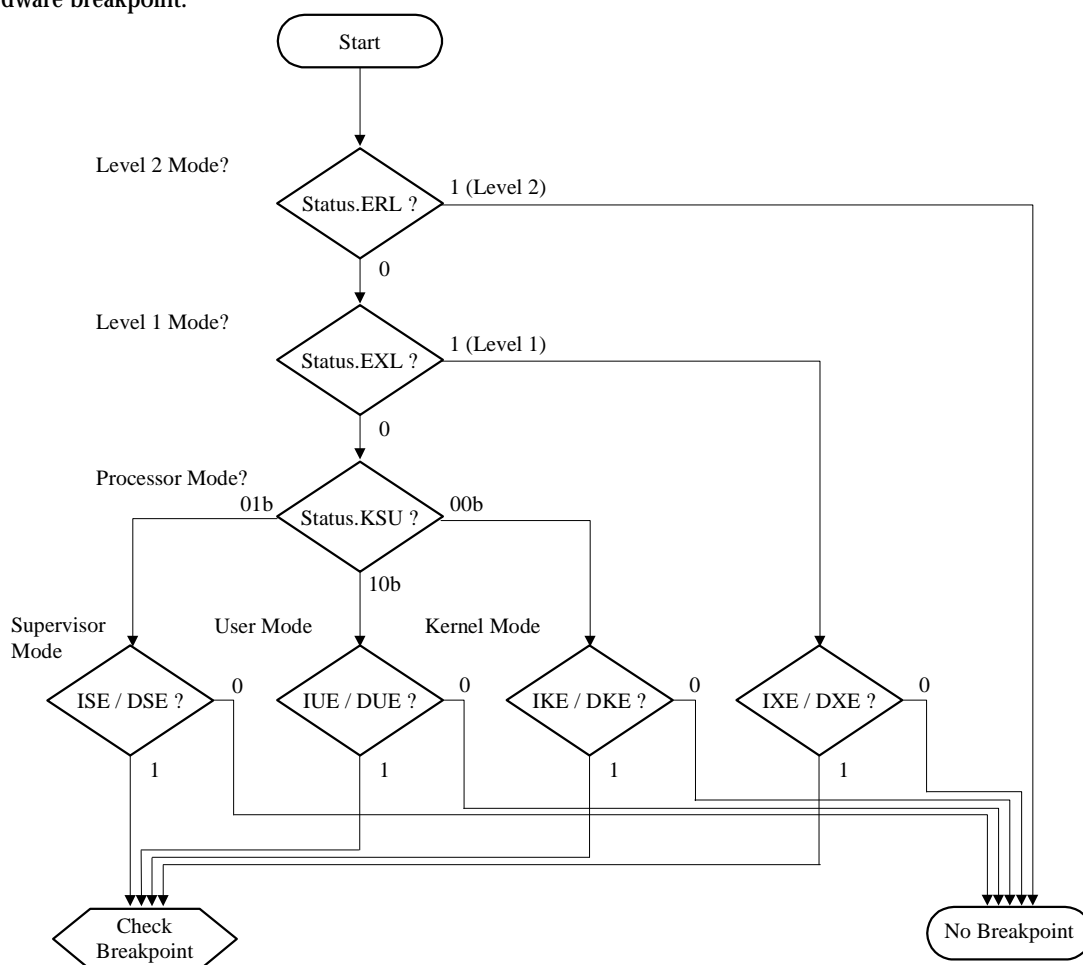 dware breakpoint.
Start
Level 2 Mode?
1 (Level 2)
Status.ERL ?
0
Level 1 Mode?
1 (Level 1)
Status.EXL ?
0
Processor Mode?
01b
00b
Status.KSU ?
10b
Supervisor
Mode
User Mode
Kernel Mode
ISE / DSE ?
0
IUE / DUE ?
0
IKE / DKE ?
0
IXE / DXE ?
0
1
1
1
1
Check
Breakpoint
No Breakpoint